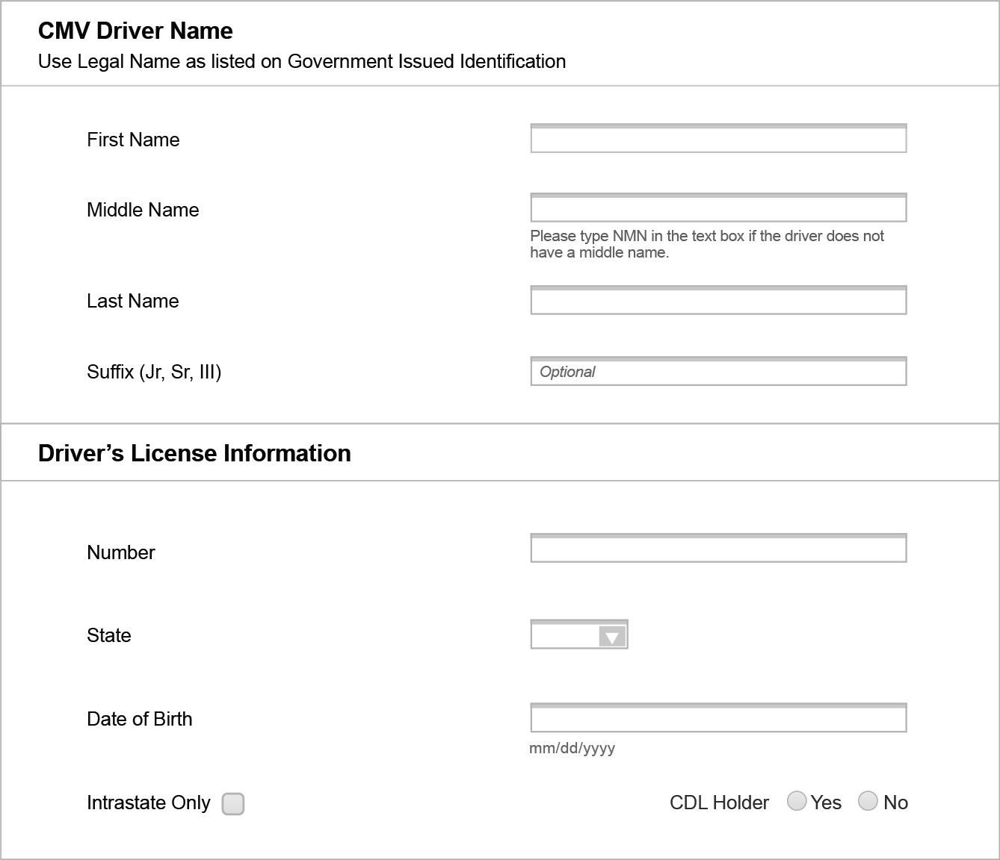 CMV Driver Name
Use Legal Name as listed on Government Issued Identification
First Name
Middle Name
Please type NMN in the text box if the driver does not
have a middle name.
Last Name
Suffix (Jr, Sr, III)
Optional
Driver’s License Information
Number
State
Date of Birth
mm/dd/yyyy
Intrastate Only
CDL Holder Yes No